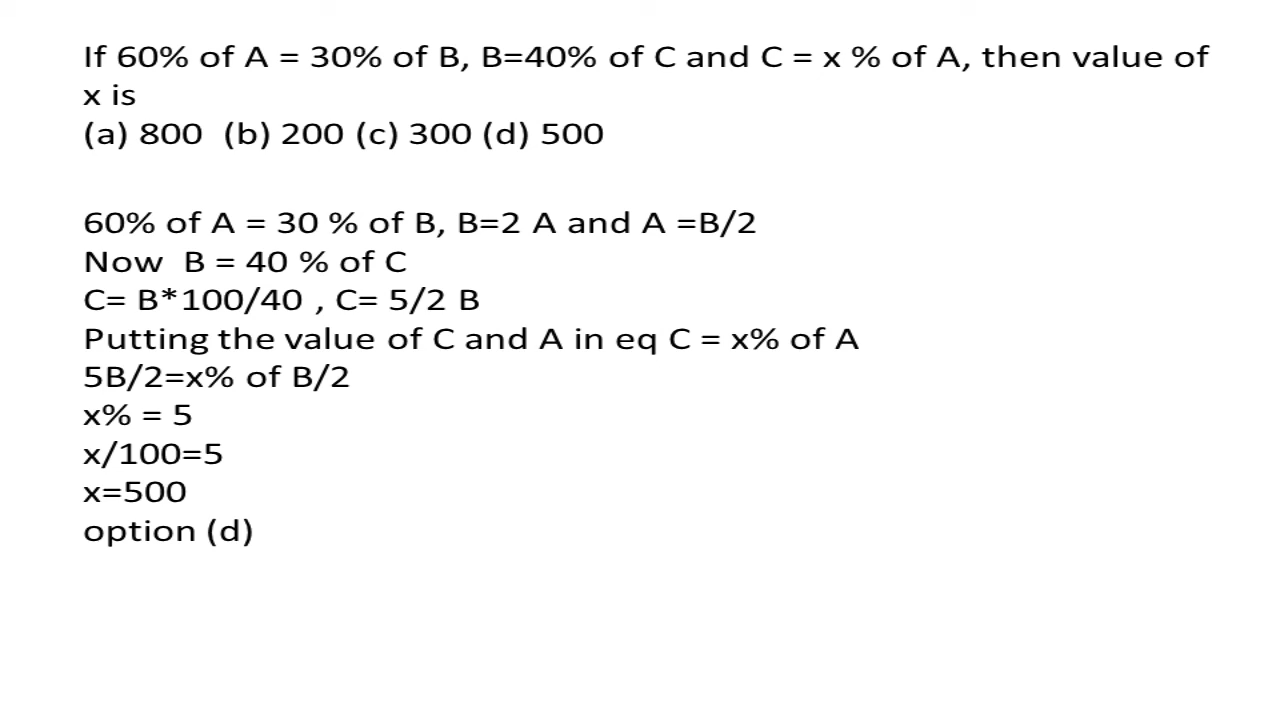 If 60% of A = 30% of B, B=40% of C and C = x % of A, then value of
x is
(a) 800  (b) 200 (c) 300 (d) 500
60% of A = 30 % of B, B=2 A and A =B/2
Now  B = 40 % of C
C= B*100/40 , C= 5/2 B
Putting the value of C and A in eq C = x% of A
5B/2=x% of B/2
x% = 5
x/100=5
x=500
option (d)